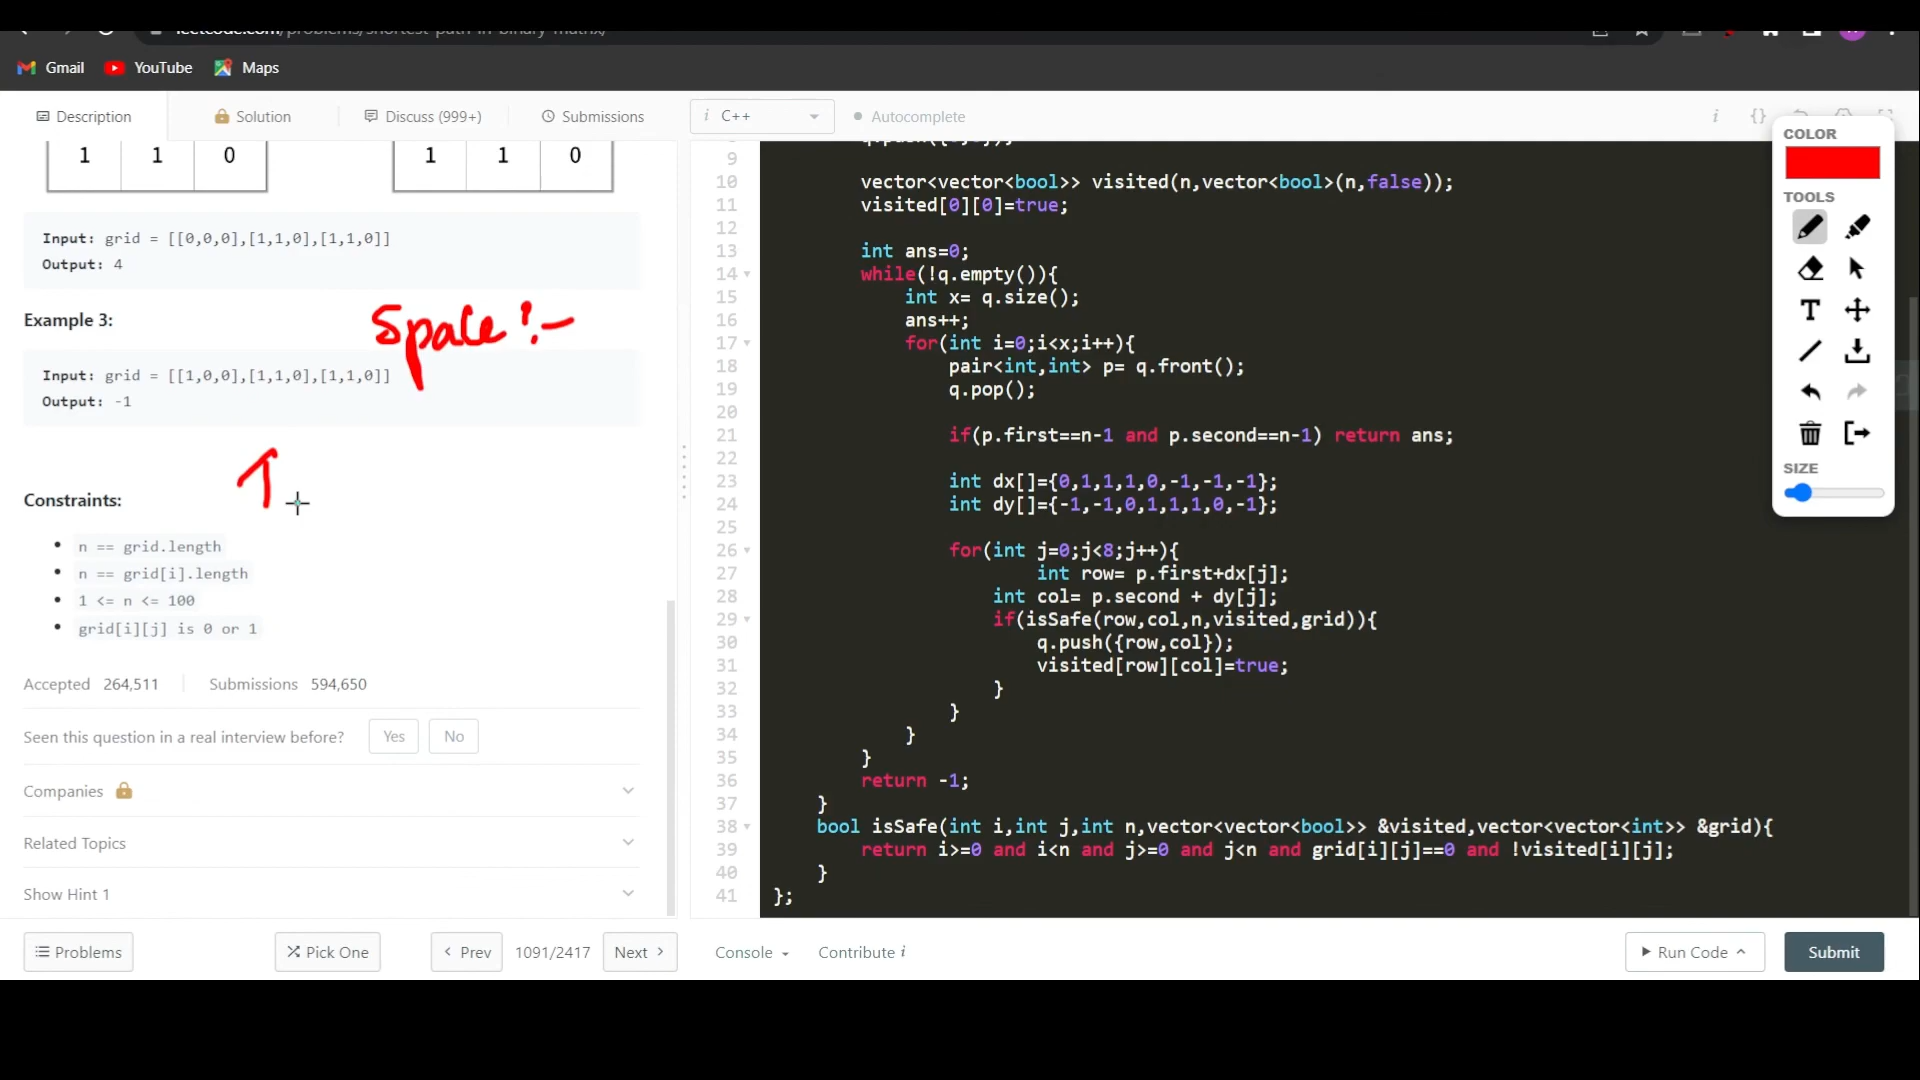 leetcode.com/problems/shortest-path-in-binary-matrix/
Gmail YouTube Maps
Description Solution Discuss (999+) Submissions
i C++ Autocomplete i {}
1 1 0 1 1 0
Input: grid = [[0,0,0],[1,1,0],[1,1,0]]
Output: 4
Example 3:
Space :-
Input: grid = [[1,0,0],[1,1,0],[1,1,0]]
Output: -1
Constraints:
n == grid.length
n == grid[i].length
1 <= n <= 100
grid[i][j] is 0 or 1
Accepted 264,511 Submissions 594,650
Seen this question in a real interview before? Yes No
Companies
Related Topics
Show Hint 1
9
10 vector<vector<bool>> visited(n,vector<bool>(n,false));
11 visited[0][0]=true;
12
13 int ans=0;
14 while(!q.empty()){
15 int x= q.size();
16 ans++;
17 for(int i=0;i<x;i++){
18 pair<int,int> p= q.front();
19 q.pop();
20
21 if(p.first==n-1 and p.second==n-1) return ans;
22
23 int dx[]={0,1,1,1,0,-1,-1,-1};
24 int dy[]={-1,-1,0,1,1,1,0,-1};
25
26 for(int j=0;j<8;j++){
27 int row= p.first+dx[j];
28 int col= p.second + dy[j];
29 if(isSafe(row,col,n,visited,grid)){
30 q.push({row,col});
31 visited[row][col]=true;
32 }
33 }
34 }
35 }
36 return -1;
37 }
38 bool isSafe(int i,int j,int n,vector<vector<bool>> &visited,vector<vector<int>> &grid){
39 return i>=0 and i<n and j>=0 and j<n and grid[i][j]==0 and !visited[i][j];
40 }
41 };
COLOR
TOOLS
T
SIZE
Problems Pick One Prev 1091/2417 Next Console Contribute i Run Code Submit